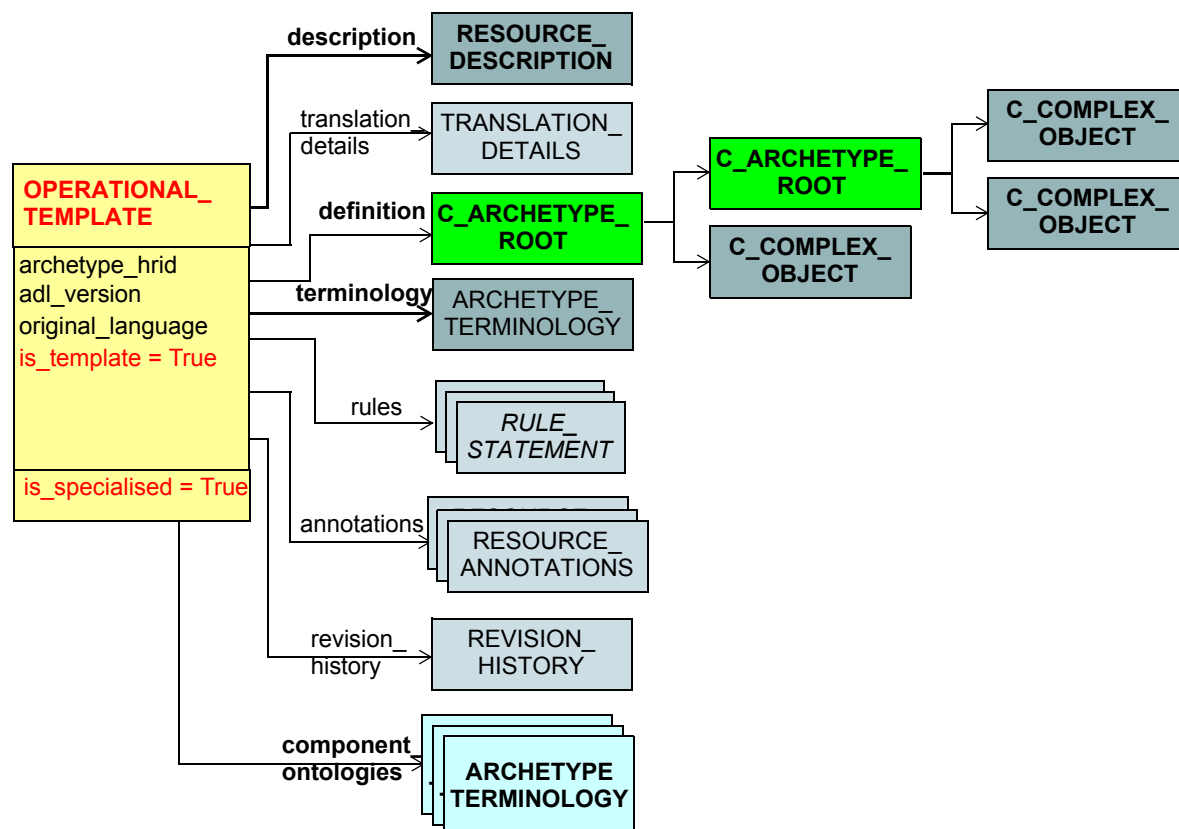 description
RESOURCE_
DESCRIPTION
translation_
details
TRANSLATION_
DETAILS
C_COMPLEX_
OBJECT
C_ARCHETYPE_
ROOT
C_COMPLEX_
OBJECT
OPERATIONAL_
TEMPLATE
definition
C_ARCHETYPE_
ROOT
C_COMPLEX_
OBJECT
archetype_hrid
adl_version
original_language
is_template = True
terminology
ARCHETYPE_
TERMINOLOGY
rules
RULE_
STATEMENT
is_specialised = True
annotations
RESOURCE_
ANNOTATIONS
revision_
history
REVISION_
HISTORY
component_
ontologies
ARCHETYPE
TERMINOLOGY